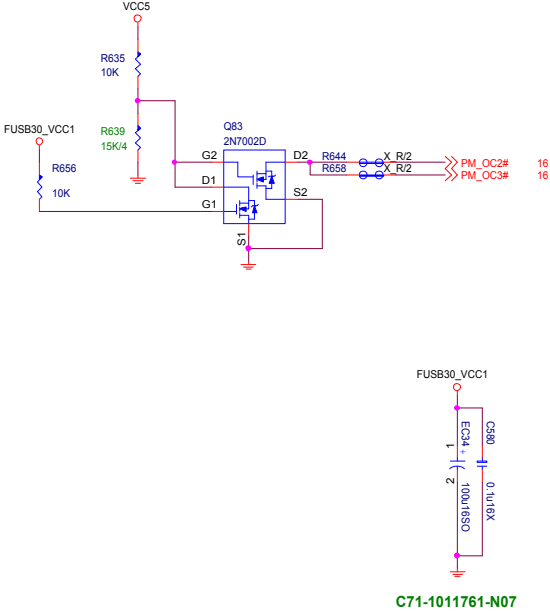 VCC5
R635
10K
FUSB30_VCC1
R639
15K/4
Q83
2N7002D
R656
10K
G2
D2
R644
X_R/2
PM_OC2#
16
R658
X_R/2
PM_OC3#
16
D1
S2
G1
S1
FUSB30_VCC1
1
EC34
+
C580
2
100u16SO
0.1u16X
C71-1011761-N07